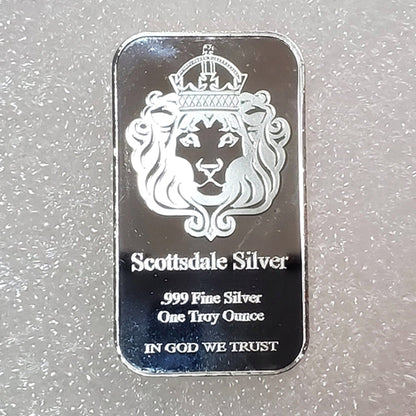 Scottsdale Silver
.999 Fine Silver
One Troy Ounce
IN GOD WE TRUST